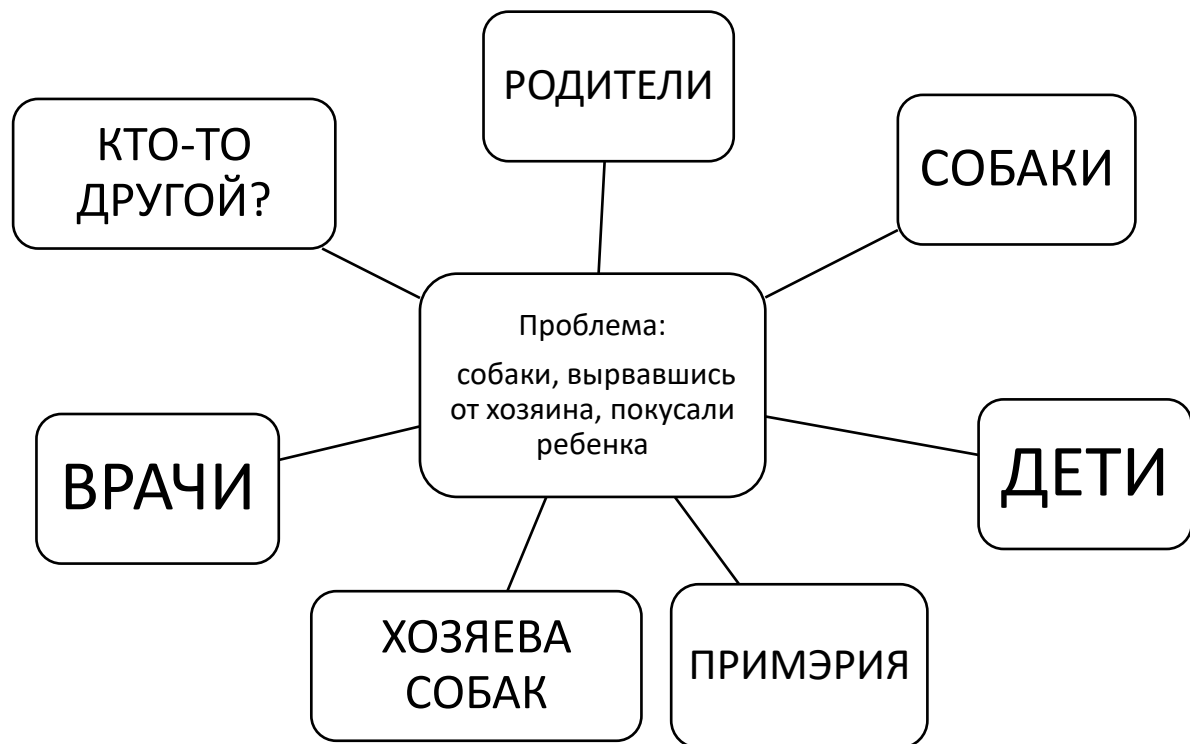 РОДИТЕЛИ
КТО-ТО
ДРУГОЙ?
СОБАКИ
Проблема:
собаки, вырвавшись
от хозяина, покусали
ребенка
ВРАЧИ
ДЕТИ
ХОЗЯЕВА
СОБАК
ПРИМЭРИЯ